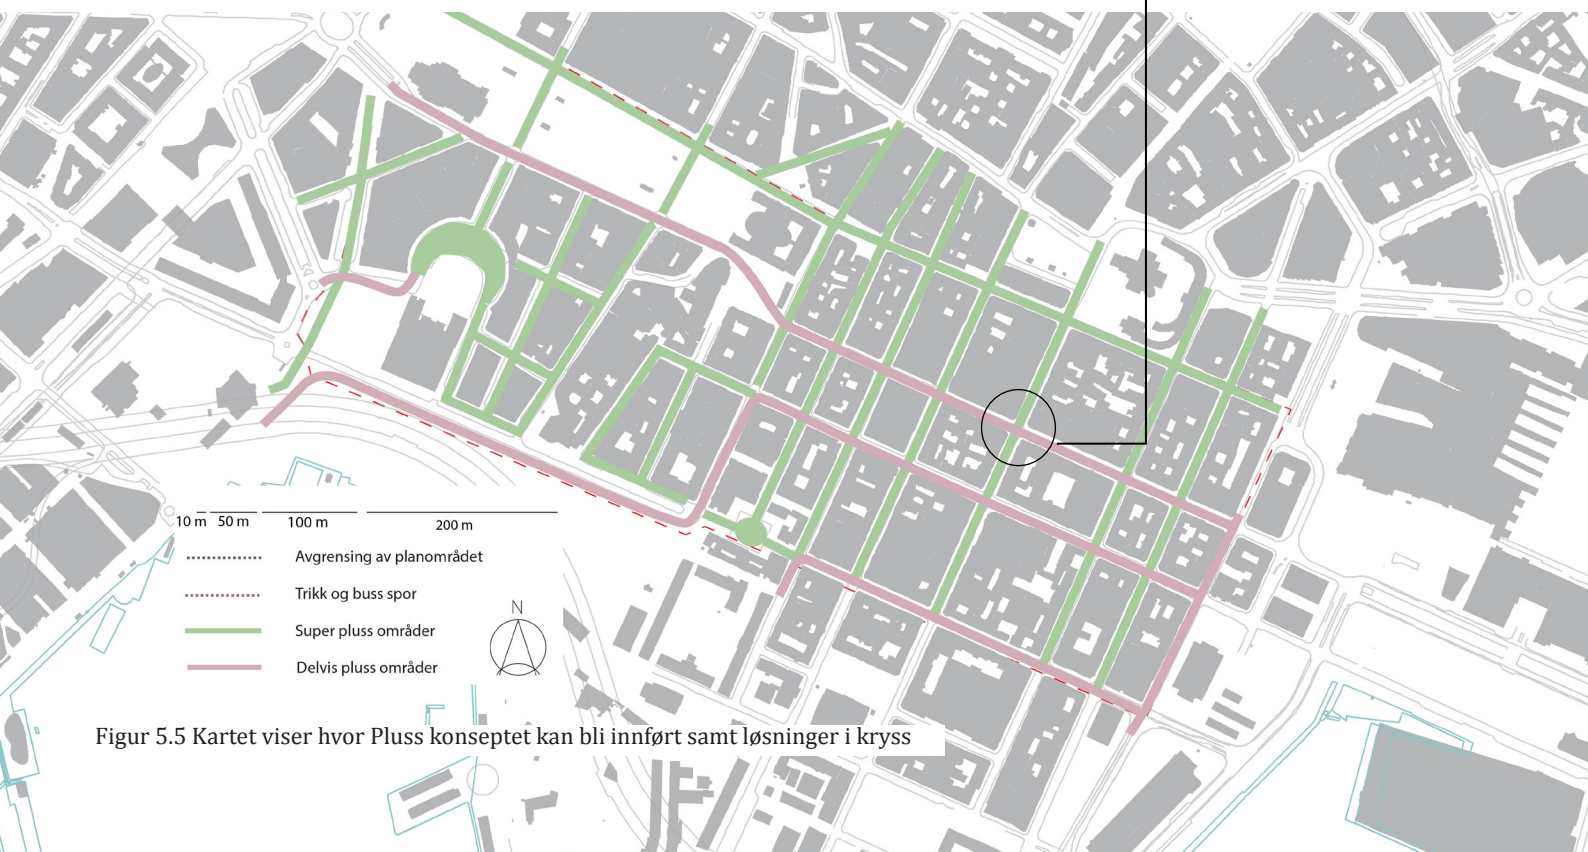 10 m 50 m 100 m 200 m
Avgrensing av planområdet
Trikk og buss spor
Super pluss områder
Delvis pluss områder
N
Figur 5.5 Kartet viser hvor Pluss konseptet kan bli innført samt løsninger i kryss